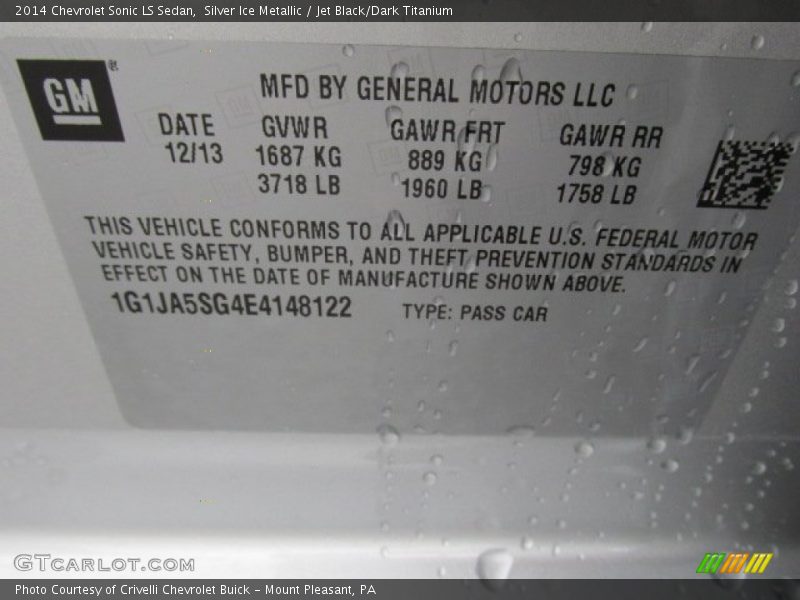 2014 Chevrolet Sonic LS Sedan,  Silver Ice Metallic / Jet Black/Dark Titanium
GM®
MFD BY GENERAL MOTORS LLC
DATE GVWR GAWR FRT GAWR RR
12/13 1687 KG 889 KG 798 KG
3718 LB 1960 LB 1758 LB
THIS VEHICLE CONFORMS TO ALL APPLICABLE U.S. FEDERAL MOTOR
VEHICLE SAFETY, BUMPER, AND THEFT PREVENTION STANDARDS IN
EFFECT ON THE DATE OF MANUFACTURE SHOWN ABOVE.
1G1JA5SG4E4148122 TYPE: PASS CAR
GTCARLOT.COM
Photo Courtesy of Crivelli Chevrolet Buick - Mount Pleasant, PA